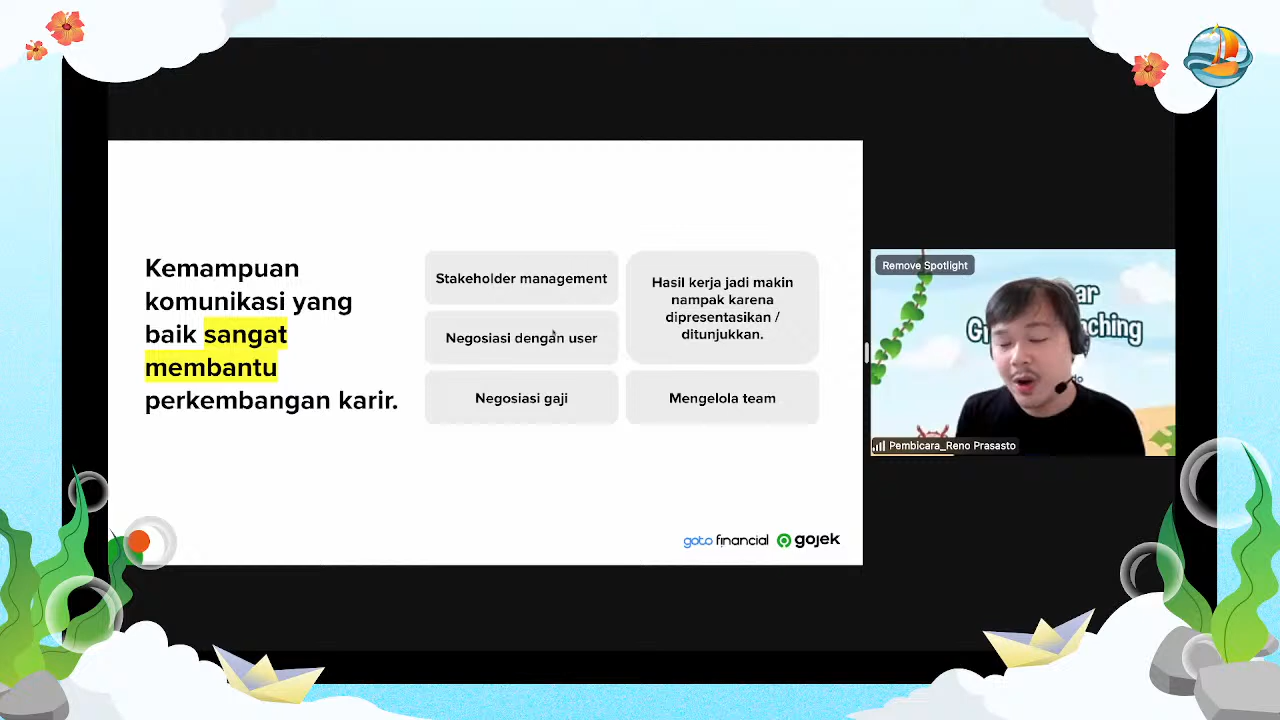 Kemampuan
komunikasi yang
baik sangat
membantu
perkembangan karir.
Stakeholder management
Negosiasi dengan user
Negosiasi gaji
Hasil kerja jadi makin
nampak karena
dipresentasikan /
ditunjukkan.
Mengelola team
goto financial gojek
Remove Spotlight
Pembicara_Reno Prasasto